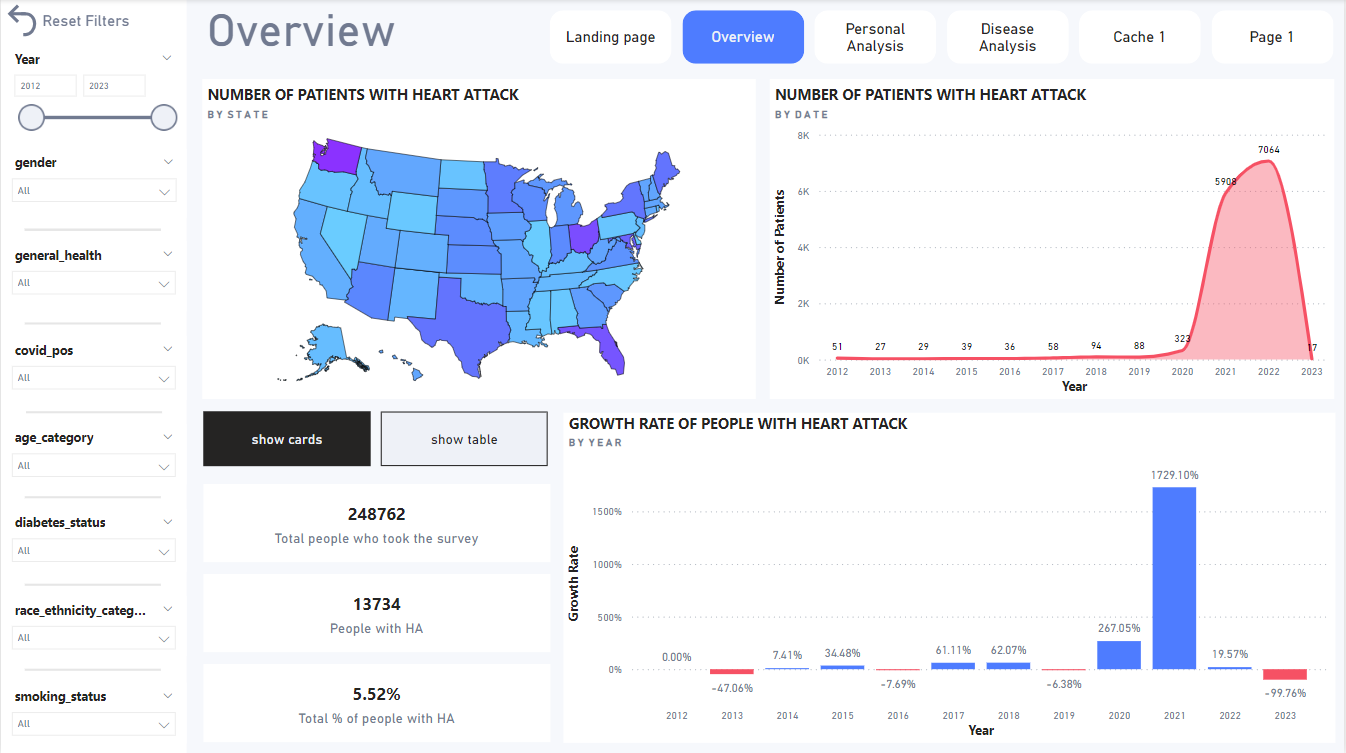 Reset Filters
Year
2012 2023
gender
All
general_health
All
covid_pos
All
age_category
All
diabetes_status
All
race_ethnicity_categ...
All
smoking_status
All
Overview
Landing page
Overview
Personal
Analysis
Disease
Analysis
Cache 1
Page 1
NUMBER OF PATIENTS WITH HEART ATTACK
BY STATE
NUMBER OF PATIENTS WITH HEART ATTACK
BY DATE
Number of Patients
8K
6K
4K
2K
0K
51 27 29 39 36 58 94 88 323 5908 7064 17
2012 2013 2014 2015 2016 2017 2018 2019 2020 2021 2022 2023
Year
show cards
show table
248762
Total people who took the survey
13734
People with HA
5.52%
Total % of people with HA
GROWTH RATE OF PEOPLE WITH HEART ATTACK
BY YEAR
Growth Rate
1500%
1000%
500%
0%
0.00% -47.06% 7.41% 34.48% -7.69% 61.11% 62.07% -6.38% 267.05% 1729.10% 19.57% -99.76%
2012 2013 2014 2015 2016 2017 2018 2019 2020 2021 2022 2023
Year